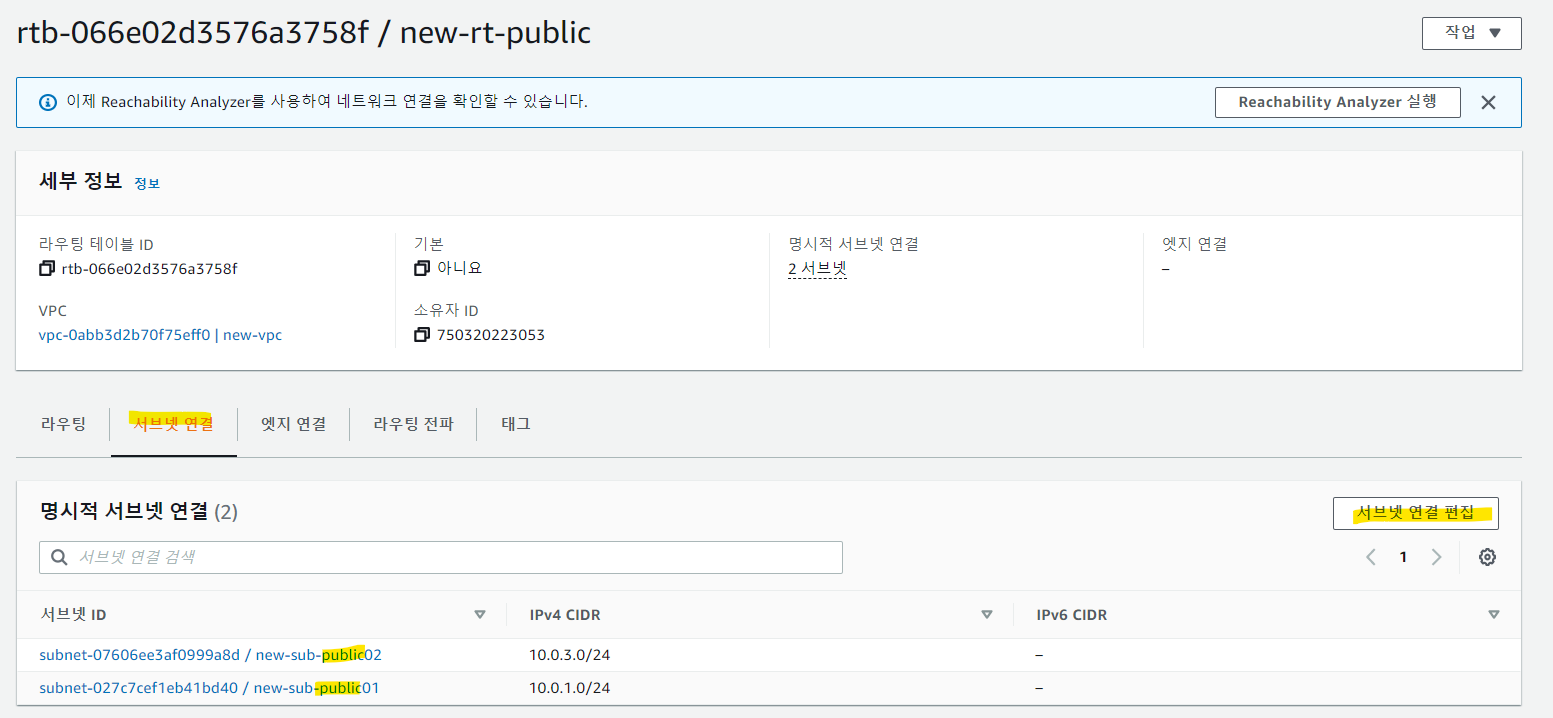 rtb-066e02d3576a3758f / new-rt-public
작업
이제 Reachability Analyzer를 사용하여 네트워크 연결을 확인할 수 있습니다.
Reachability Analyzer 실행
세부 정보 정보
라우팅 테이블 ID
rtb-066e02d3576a3758f
기본
아니요
명시적 서브넷 연결
2 서브넷
엣지 연결
–
VPC
vpc-0abb3d2b70f75eff0 | new-vpc
소유자 ID
750320223053
라우팅 서브넷 연결 엣지 연결 라우팅 전파 태그
명시적 서브넷 연결 (2)
서브넷 연결 편집
서브넷 연결 검색
1
서브넷 ID IPv4 CIDR IPv6 CIDR
subnet-07606ee3af0999a8d / new-sub-public02 10.0.3.0/24 –
subnet-027c7cef1eb41bd40 / new-sub-public01 10.0.1.0/24 –